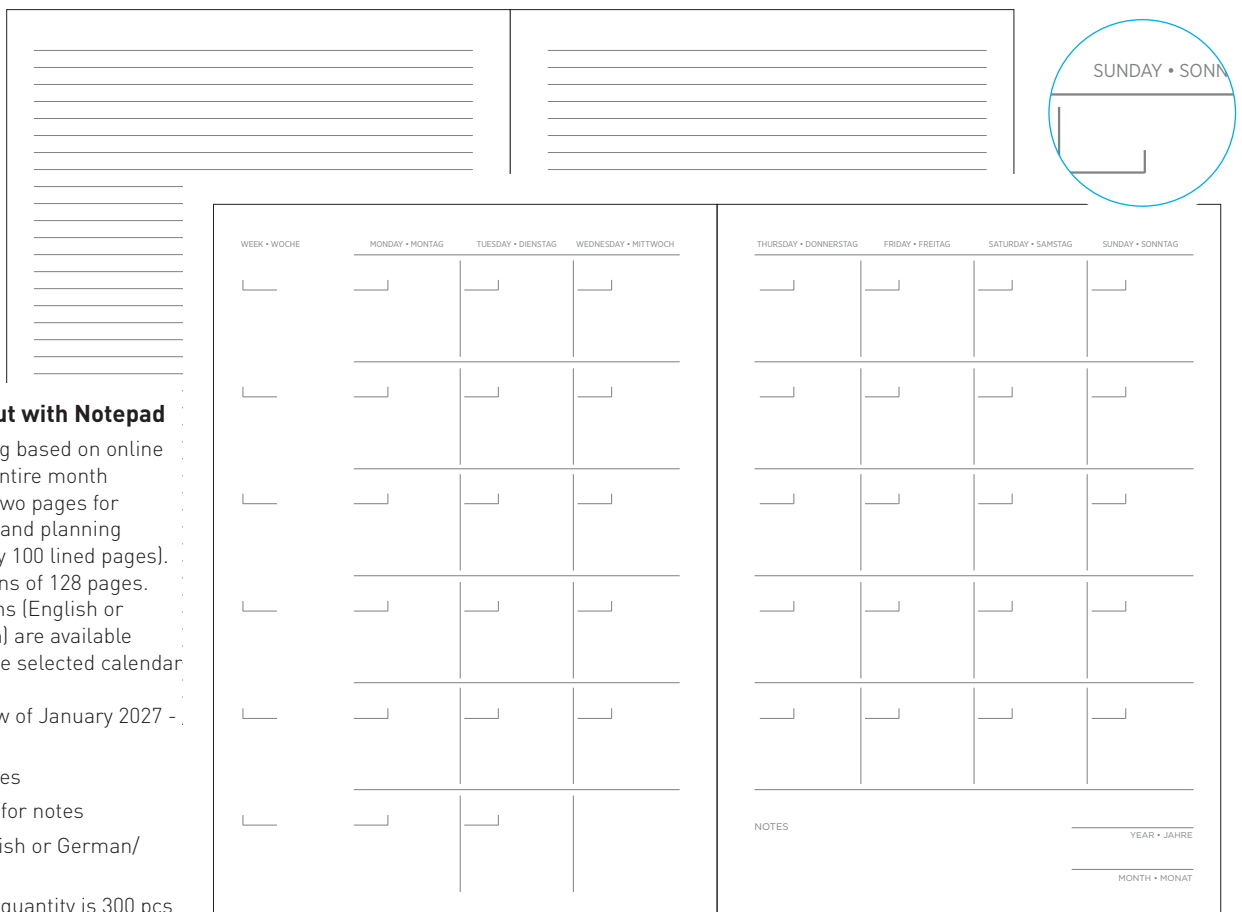 SUNDAY • SONN
WEEK • WOCHE
MONDAY • MONTAG
TUESDAY • DIENSTAG
WEDNESDAY • MITTWOCH
THURSDAY • DONNERSTAG
FRIDAY • FREITAG
SATURDAY • SAMSTAG
SUNDAY • SONNTAG
ut with Notepad
g based on online
ntire month
wo pages for
and planning
y 100 lined pages).
ns of 128 pages.
ns (English or
) are available
e selected calendar
w of January 2027 -
es
for notes
ish or German/
quantity is 300 pcs
NOTES
YEAR • JAHRE
MONTH • MONAT